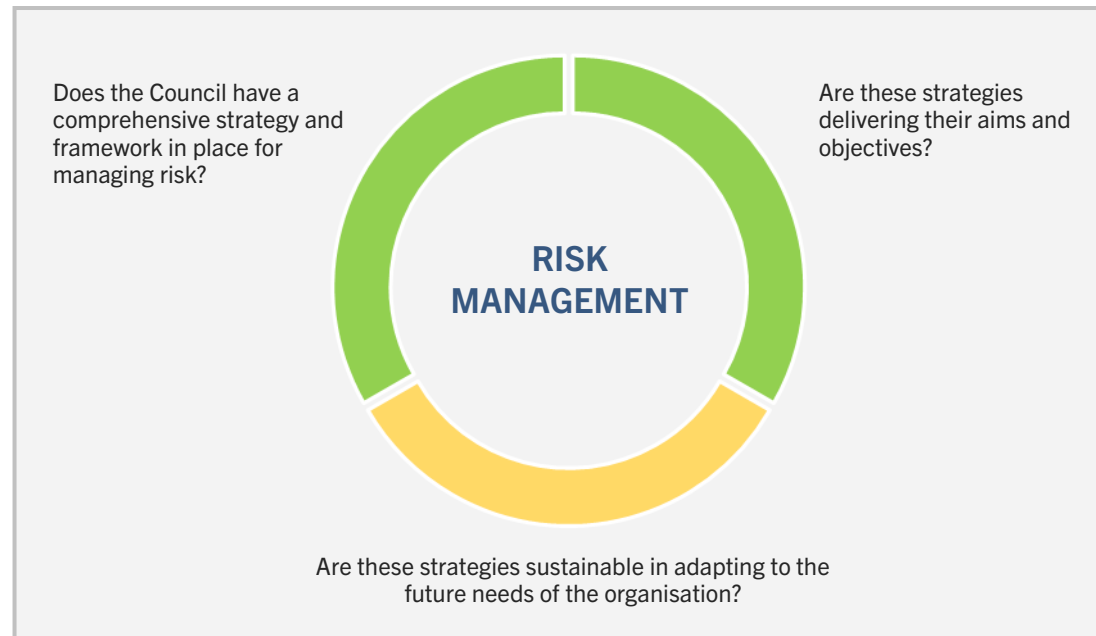 Does the Council have a
comprehensive strategy and
framework in place for
managing risk?
Are these strategies
delivering their aims and
objectives?
RISK
MANAGEMENT
Are these strategies sustainable in adapting to the
future needs of the organisation?